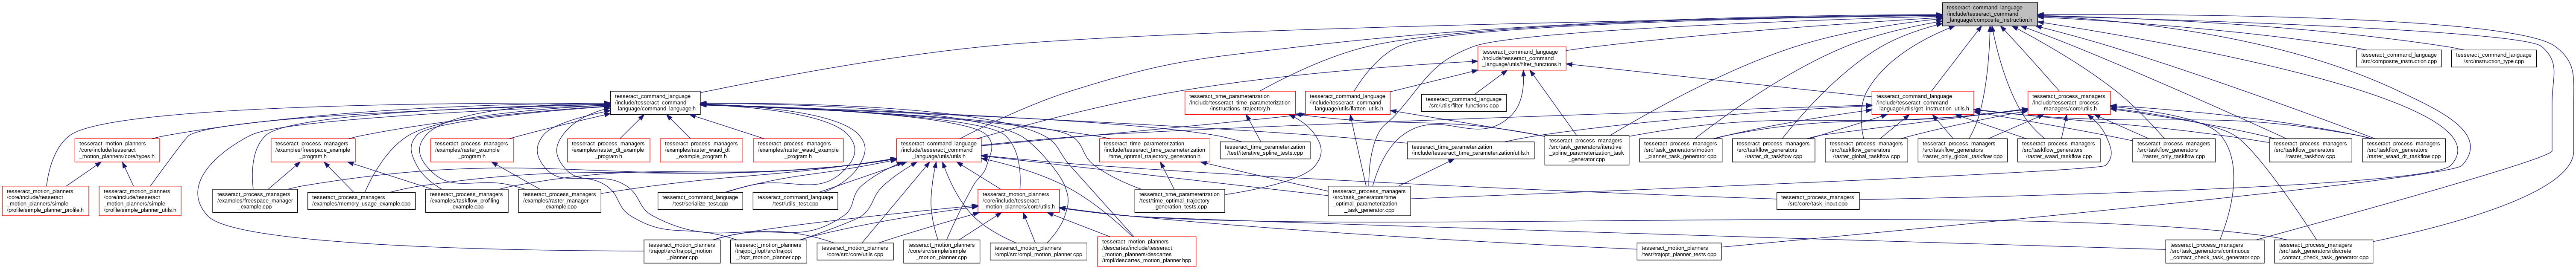 tesseract_command_language
/include/tesseract_command
_language/composite_instruction.h
tesseract_command_language
/include/tesseract_command
_language/utils/filter_functions.h
tesseract_command_language
/src/composite_instruction.cpp
tesseract_command_language
/src/instruction_type.cpp
tesseract_command_language
/include/tesseract_command
_language/command_language.h
tesseract_time_parameterization
/include/tesseract_time_parameterization
/instructions_trajectory.h
tesseract_command_language
/include/tesseract_command
_language/utils/flatten_utils.h
tesseract_command_language
/src/utils/filter_functions.cpp
tesseract_command_language
/include/tesseract_command
_language/utils/get_instruction_utils.h
tesseract_process_managers
/include/tesseract_process
_managers/core/utils.h
tesseract_motion_planners
/core/include/tesseract
_motion_planners/core/types.h
tesseract_process_managers
/examples/freespace_example
_program.h
tesseract_process_managers
/examples/raster_example
_program.h
tesseract_process_managers
/examples/raster_dt_example
_program.h
tesseract_process_managers
/examples/raster_waad_dt
_example_program.h
tesseract_process_managers
/examples/raster_waad_example
_program.h
tesseract_command_language
/include/tesseract_command
_language/utils/utils.h
tesseract_time_parameterization
/include/tesseract_time_parameterization
/time_optimal_trajectory_generation.h
tesseract_time_parameterization
/test/iterative_spline_tests.cpp
tesseract_time_parameterization
/include/tesseract_time_parameterization/utils.h
tesseract_process_managers
/src/task_generators/iterative
_spline_parameterization_task
_generator.cpp
tesseract_process_managers
/src/task_generators/motion
_planner_task_generator.cpp
tesseract_process_managers
/src/taskflow_generators
/raster_dt_taskflow.cpp
tesseract_process_managers
/src/taskflow_generators
/raster_global_taskflow.cpp
tesseract_process_managers
/src/taskflow_generators
/raster_only_global_taskflow.cpp
tesseract_process_managers
/src/taskflow_generators
/raster_waad_taskflow.cpp
tesseract_process_managers
/src/taskflow_generators
/raster_only_taskflow.cpp
tesseract_process_managers
/src/taskflow_generators
/raster_taskflow.cpp
tesseract_process_managers
/src/taskflow_generators
/raster_waad_dt_taskflow.cpp
tesseract_motion_planners
/core/include/tesseract
_motion_planners/simple
/profile/simple_planner_profile.h
tesseract_motion_planners
/core/include/tesseract
_motion_planners/simple
/profile/simple_planner_utils.h
tesseract_process_managers
/examples/freespace_manager
_example.cpp
tesseract_process_managers
/examples/memory_usage_example.cpp
tesseract_process_managers
/examples/taskflow_profiling
_example.cpp
tesseract_process_managers
/examples/raster_manager
_example.cpp
tesseract_command_language
/test/serialize_test.cpp
tesseract_command_language
/test/utils_test.cpp
tesseract_motion_planners
/core/include/tesseract
_motion_planners/core/utils.h
tesseract_time_parameterization
/test/time_optimal_trajectory
_generation_tests.cpp
tesseract_process_managers
/src/task_generators/time
_optimal_parameterization
_task_generator.cpp
tesseract_process_managers
/src/core/task_input.cpp
tesseract_motion_planners
/trajopt/src/trajopt_motion
_planner.cpp
tesseract_motion_planners
/trajopt_ifopt/src/trajopt
_ifopt_motion_planner.cpp
tesseract_motion_planners
/core/src/core/utils.cpp
tesseract_motion_planners
/core/src/simple/simple
_motion_planner.cpp
tesseract_motion_planners
/ompl/src/ompl_motion_planner.cpp
tesseract_motion_planners
/descartes/include/tesseract
_motion_planners/descartes
/impl/descartes_motion_planner.hpp
tesseract_motion_planners
/test/trajopt_planner_tests.cpp
tesseract_process_managers
/src/task_generators/continuous
_contact_check_task_generator.cpp
tesseract_process_managers
/src/task_generators/discrete
_contact_check_task_generator.cpp